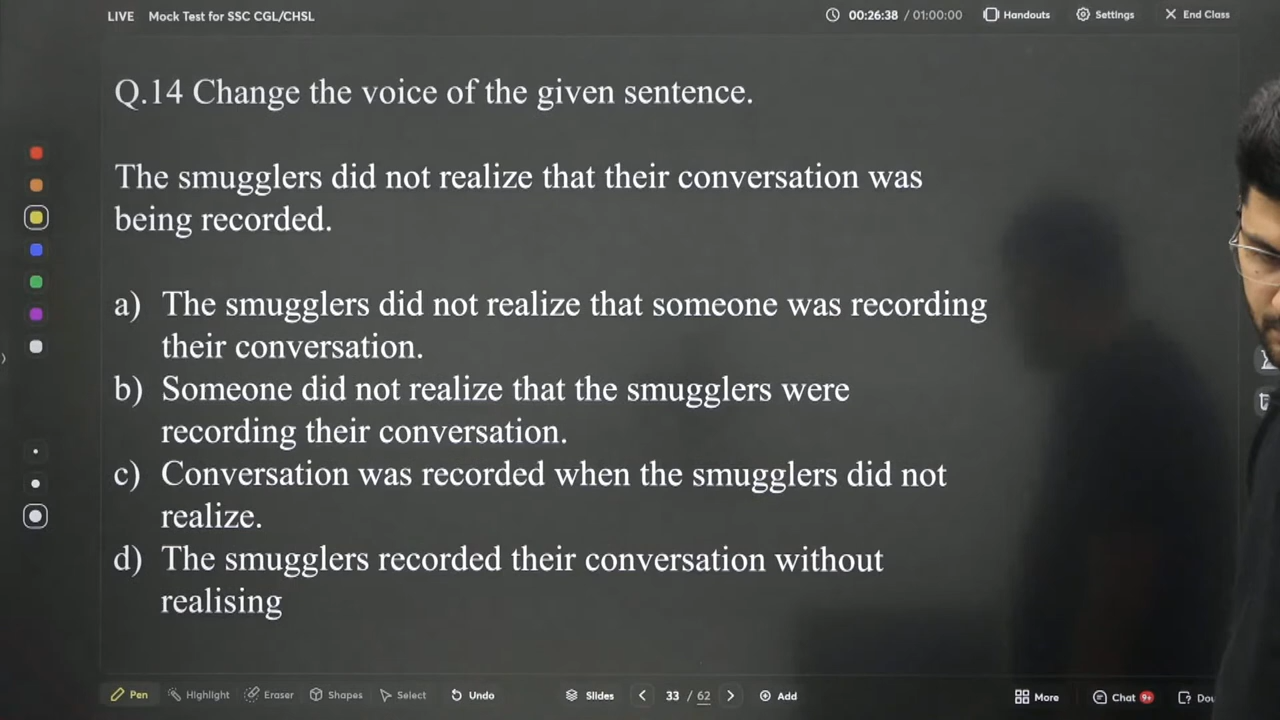 LIVE Mock Test for SSC CGL/CHSL 00:26:38 / 01:00:00 Handouts Settings End Class
Q.14 Change the voice of the given sentence.
The smugglers did not realize that their conversation was
being recorded.
a) The smugglers did not realize that someone was recording
their conversation.
b) Someone did not realize that the smugglers were
recording their conversation.
c) Conversation was recorded when the smugglers did not
realize.
d) The smugglers recorded their conversation without
realising
Pen Highlight Eraser Shapes Select Undo Slides 33 / 62 Add More Chat 9+ Dou